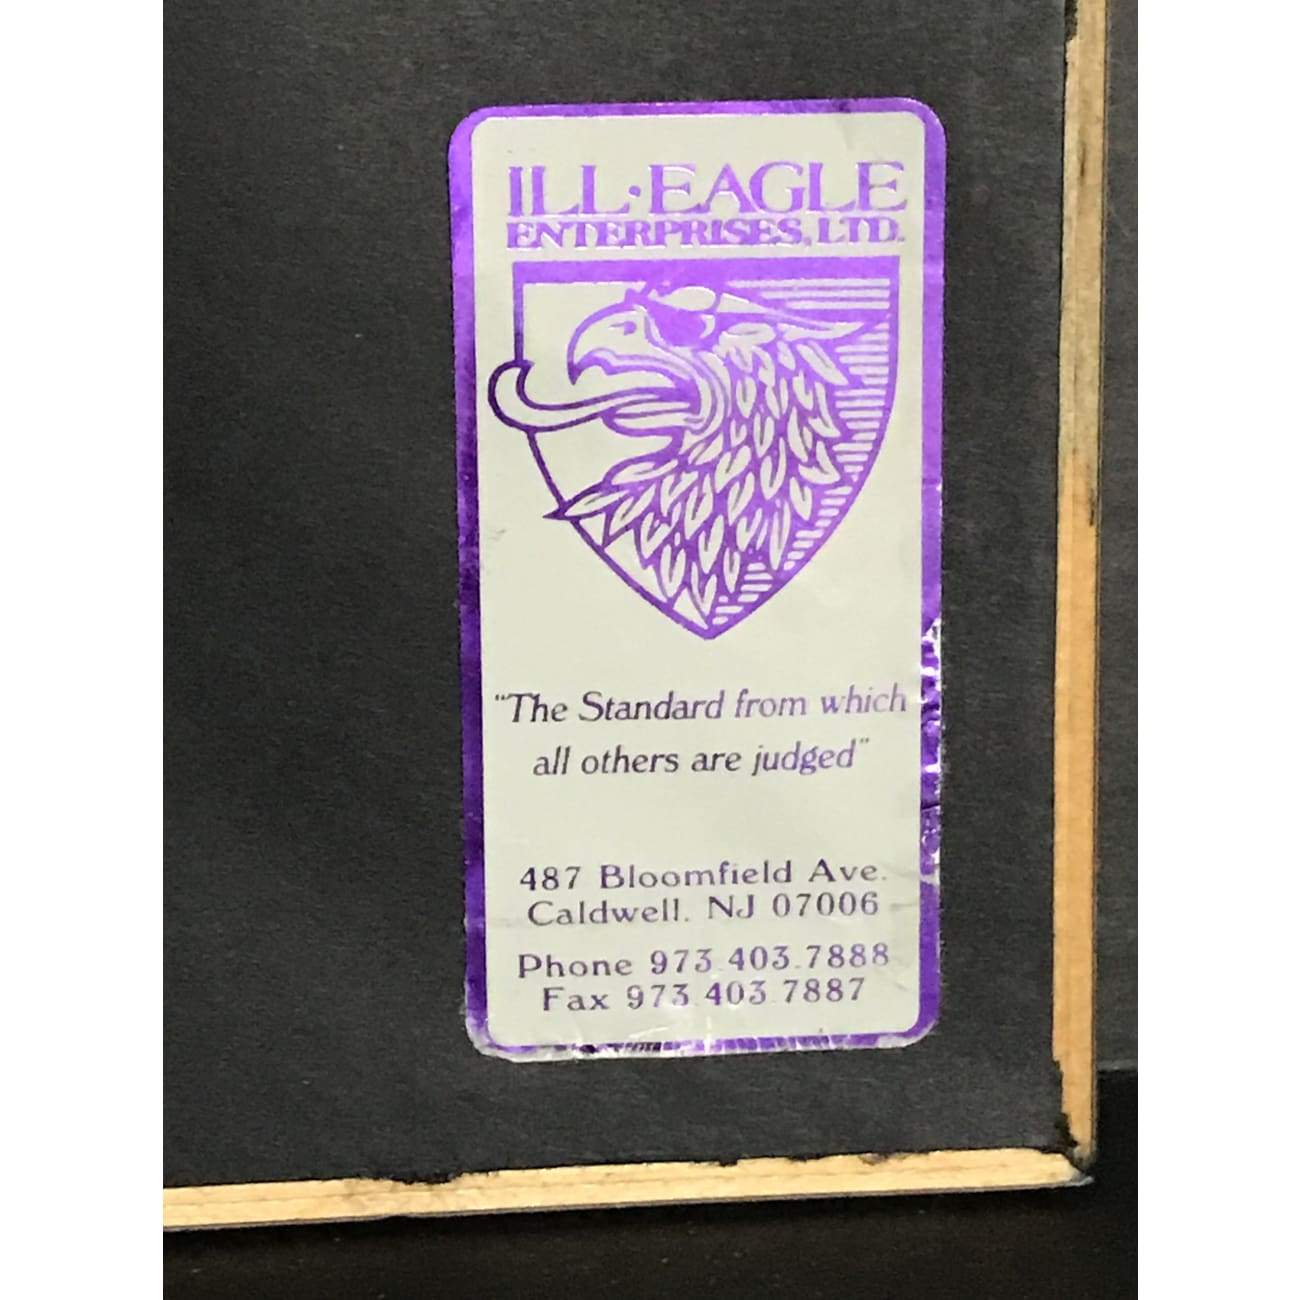 ILL·EAGLE
ENTERPRISES, LTD.
"The Standard from which
all others are judged"
487 Bloomfield Ave.
Caldwell, NJ 07006
Phone 973.403.7888
Fax 973.403.7887